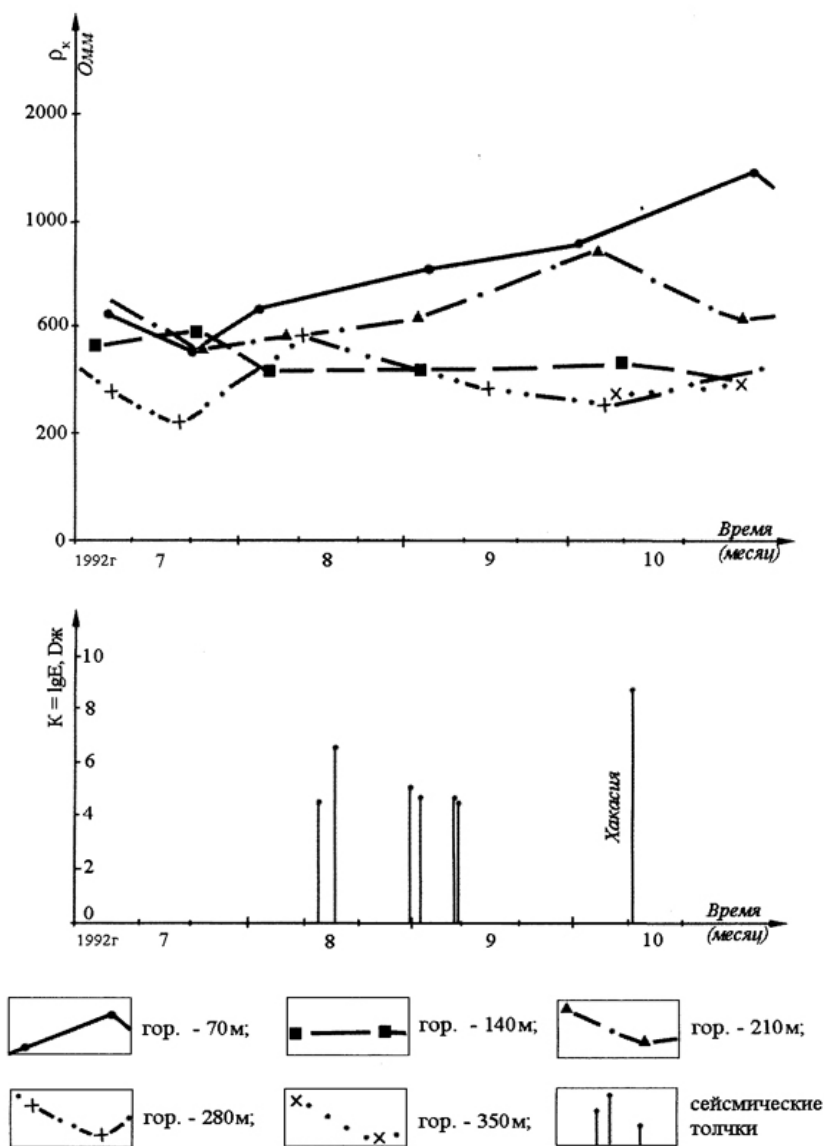 ρк
Омм
2000
1000
600
200
0
Время
(месяц)
1992г 7 8 9 10
К = lgE, Dж
10
8
6
4
2
0
Хакасия
Время
(месяц)
1992г 7 8 9 10
гор. - 70м;
гор. - 140м;
гор. - 210м;
гор. - 280м;
гор. - 350м;
сейсмические
толчки